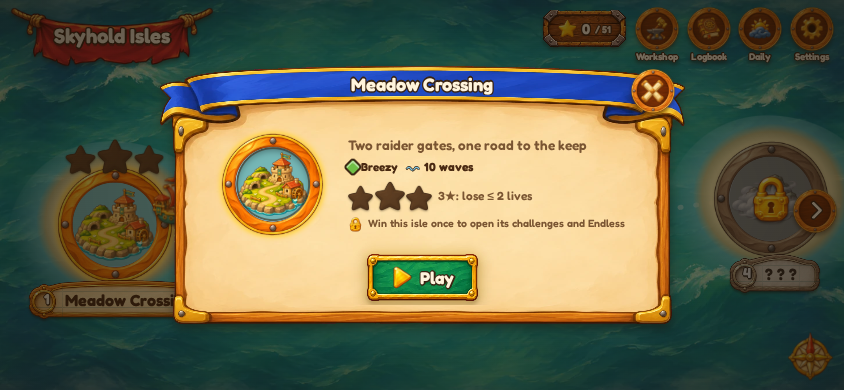 Skyhold Isles
0 /51
Workshop
Logbook
Daily
Settings
Meadow Crossing
Two raider gates, one road to the keep
Breezy 10 waves
3★: lose ≤ 2 lives
Win this isle once to open its challenges and Endless
Play
1 Meadow Crossi
4 ???